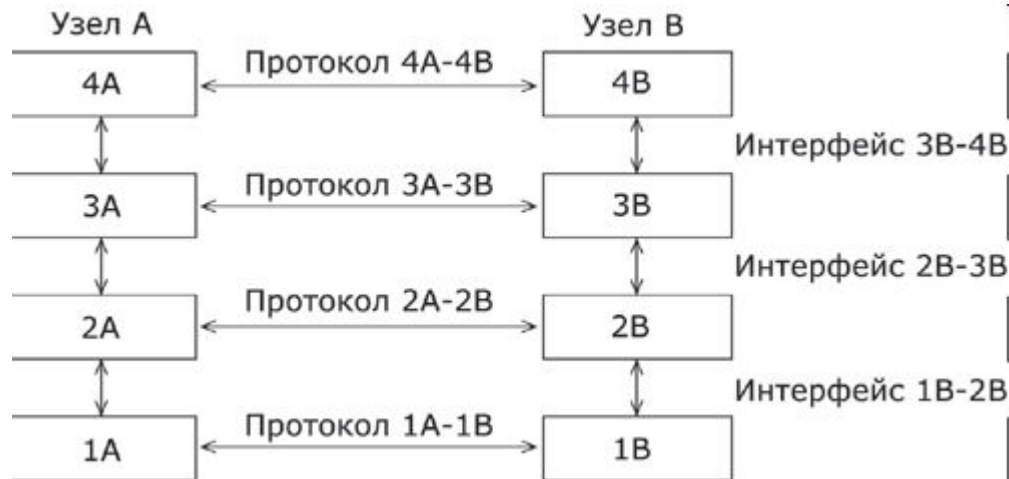 Узел А
Узел В
4А
Протокол 4А-4В
4В
Интерфейс 3В-4В
3А
Протокол 3А-3В
3В
Интерфейс 2В-3В
2А
Протокол 2А-2В
2В
Интерфейс 1В-2В
1А
Протокол 1А-1В
1В